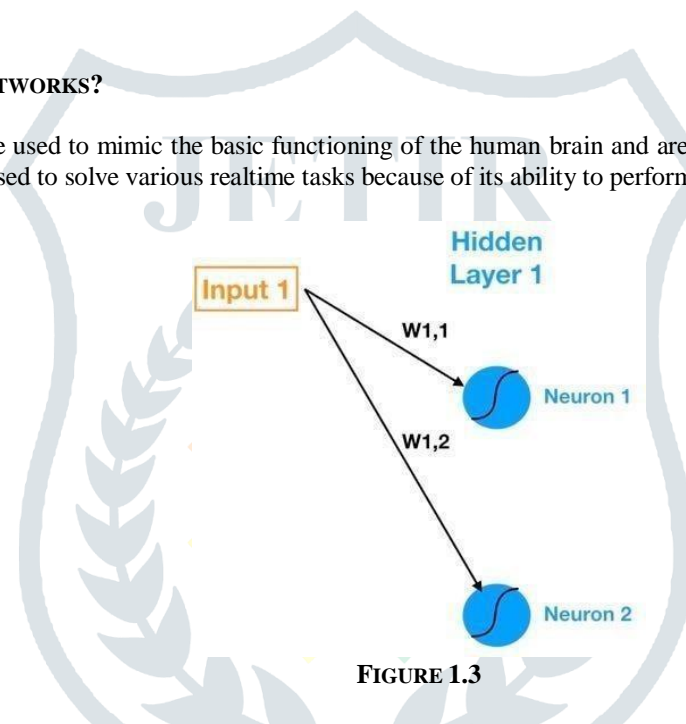 TWORKS?
e used to mimic the basic functioning of the human brain and are
sed to solve various realtime tasks because of its ability to perform
JETIR
Hidden
Layer 1
Input 1
W1,1
Neuron 1
W1,2
Neuron 2
FIGURE 1.3